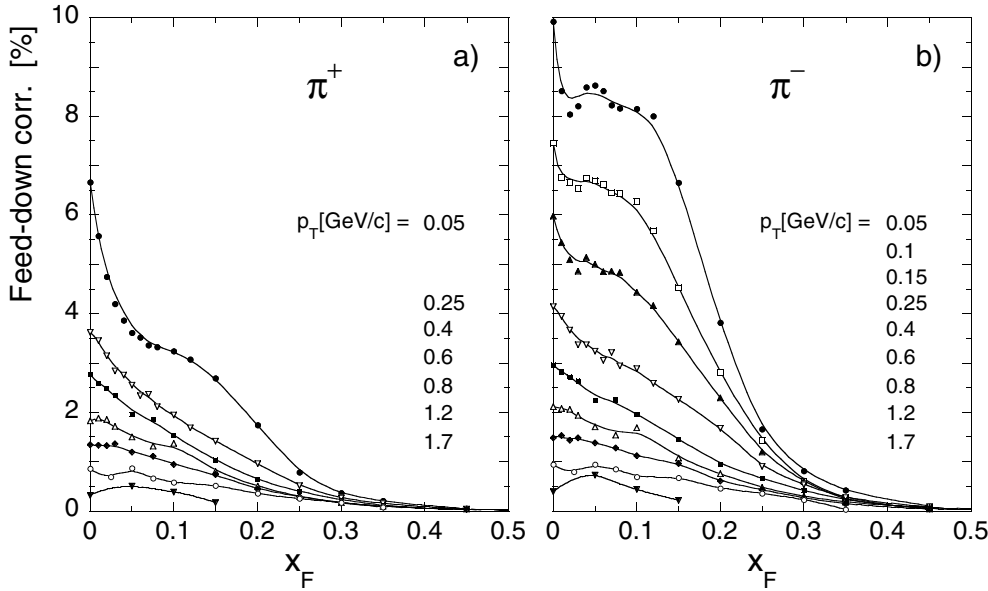 Feed-down corr. [%]
10
8
6
4
2
0
a)
π+
pT[GeV/c] = 0.05
0.25
0.4
0.6
0.8
1.2
1.7
0 0.1 0.2 0.3 0.4
xF
b)
π−
pT[GeV/c] = 0.05
0.1
0.15
0.25
0.4
0.6
0.8
1.2
1.7
0 0.1 0.2 0.3 0.4 0.5
xF